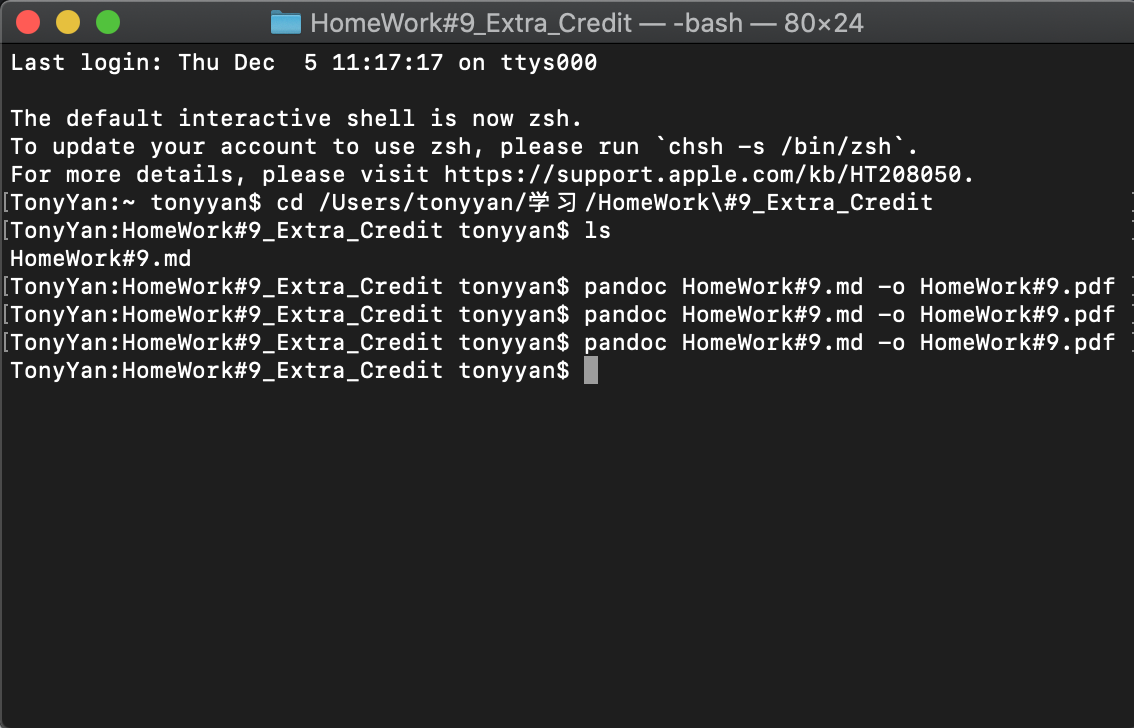 HomeWork#9_Extra_Credit — -bash — 80×24
Last login: Thu Dec  5 11:17:17 on ttys000
The default interactive shell is now zsh.
To update your account to use zsh, please run `chsh -s /bin/zsh`.
For more details, please visit https://support.apple.com/kb/HT208050.
[TonyYan:~ tonyyan$ cd /Users/tonyyan/学习/HomeWork\#9_Extra_Credit
[TonyYan:HomeWork#9_Extra_Credit tonyyan$ ls
HomeWork#9.md
[TonyYan:HomeWork#9_Extra_Credit tonyyan$ pandoc HomeWork#9.md -o HomeWork#9.pdf
[TonyYan:HomeWork#9_Extra_Credit tonyyan$ pandoc HomeWork#9.md -o HomeWork#9.pdf
[TonyYan:HomeWork#9_Extra_Credit tonyyan$ pandoc HomeWork#9.md -o HomeWork#9.pdf
TonyYan:HomeWork#9_Extra_Credit tonyyan$